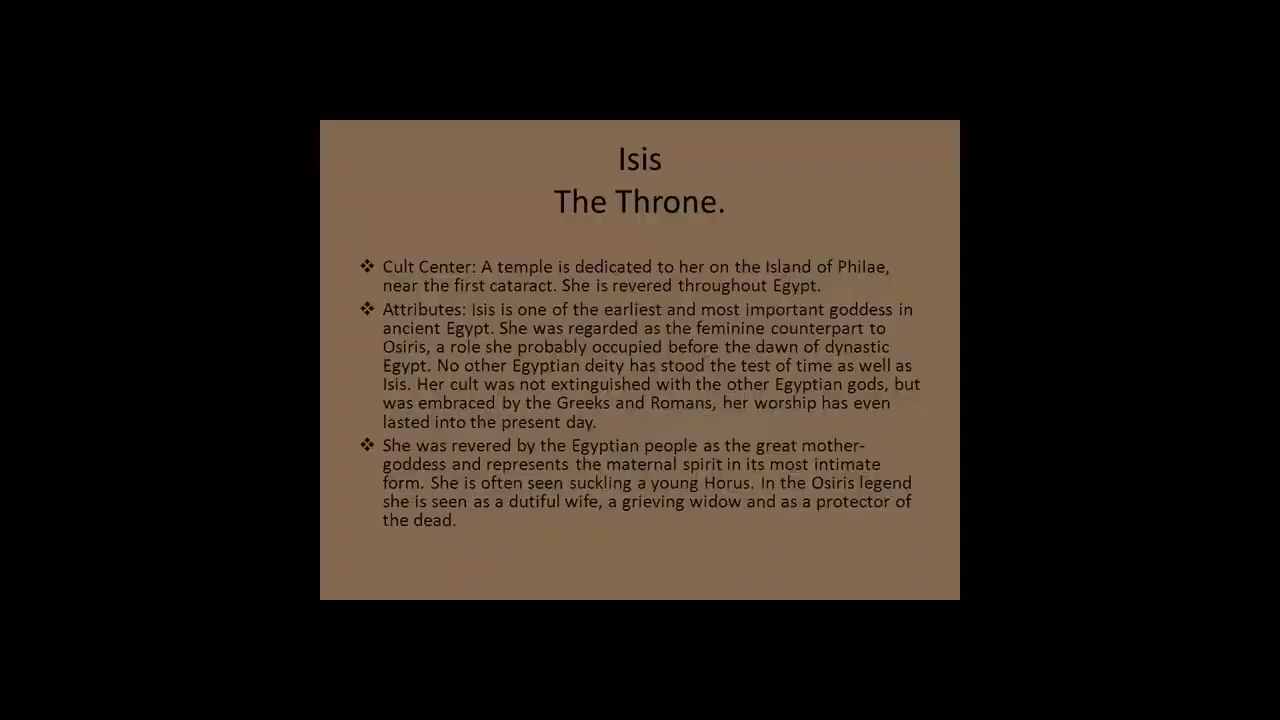 Isis
The Throne.
❖ Cult Center: A temple is dedicated to her on the Island of Philae,
near the first cataract. She is revered throughout Egypt.
❖ Attributes: Isis is one of the earliest and most important goddess in
ancient Egypt. She was regarded as the feminine counterpart to
Osiris, a role she probably occupied before the dawn of dynastic
Egypt. No other Egyptian deity has stood the test of time as well as
Isis. Her cult was not extinguished with the other Egyptian gods, but
was embraced by the Greeks and Romans, her worship has even
lasted into the present day.
❖ She was revered by the Egyptian people as the great mother-
goddess and represents the maternal spirit in its most intimate
form. She is often seen suckling a young Horus. In the Osiris legend
she is seen as a dutiful wife, a grieving widow and as a protector of
the dead.